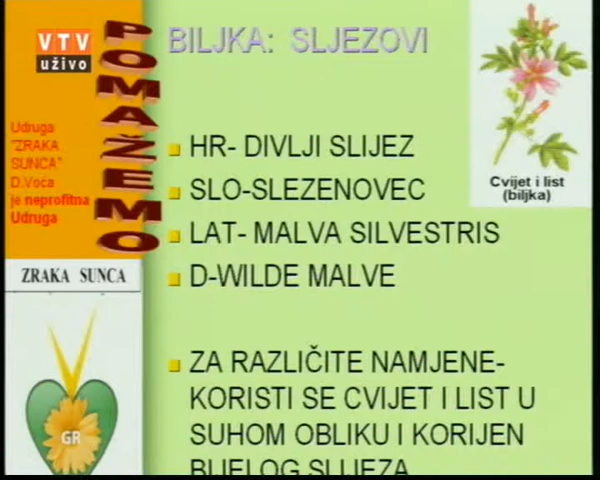 VTV
uživo
POMAŽEMO
Udruga
"ZRAKA
SUNCA"
D.Voća
je neprofitna
Udruga
ZRAKA SUNCA
GR
BILJKA: SLJEZOVI
HR- DIVLJI SLIJEZ
SLO-SLEZENOVEC
LAT- MALVA SILVESTRIS
D-WILDE MALVE
ZA RAZLIČITE NAMJENE-
KORISTI SE CVIJET I LIST U
SUHOM OBLIKU I KORIJEN
BIJELOG SLIJEZA
Cvijet i list
(biljka)